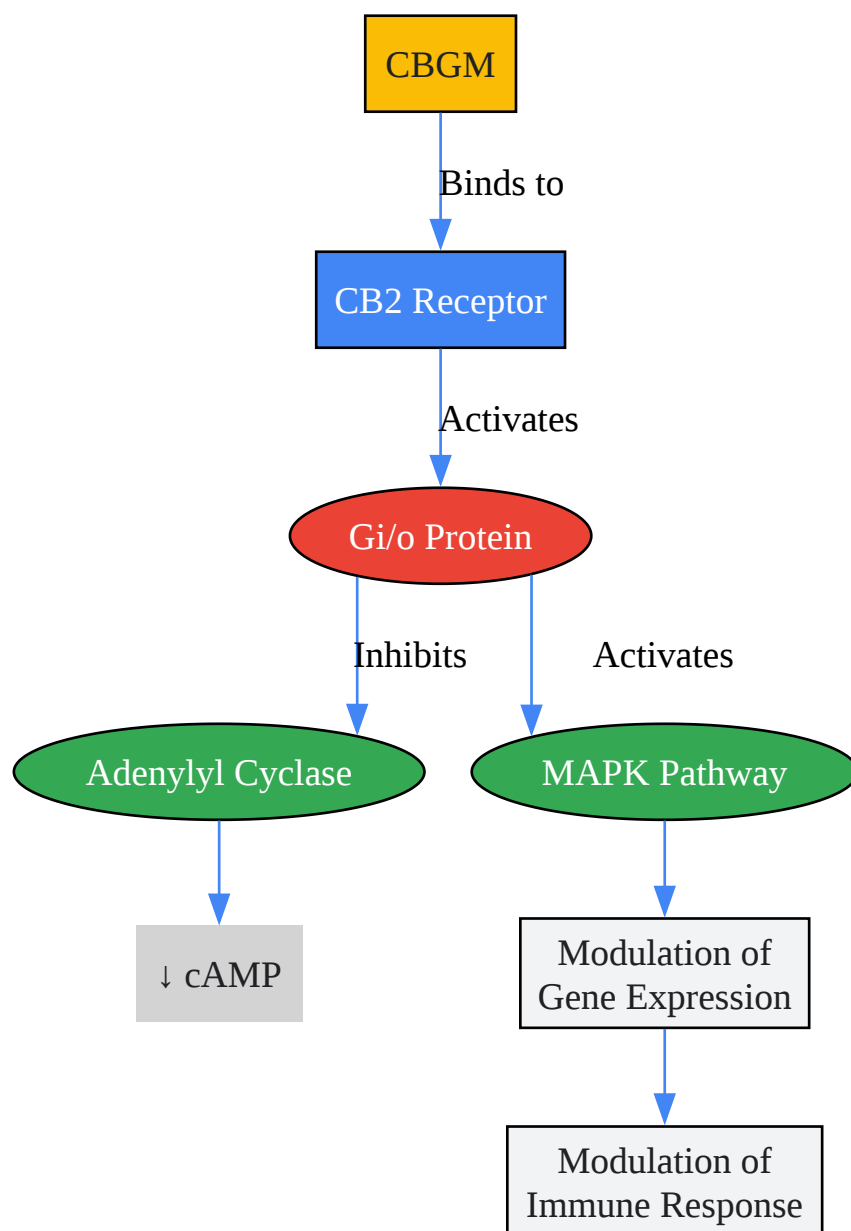 CBGM
Binds to
CB2 Receptor
Activates
Gi/o Protein
Inhibits
Activates
Adenylyl Cyclase
MAPK Pathway
↓ cAMP
Modulation of
Gene Expression
Modulation of
Immune Response